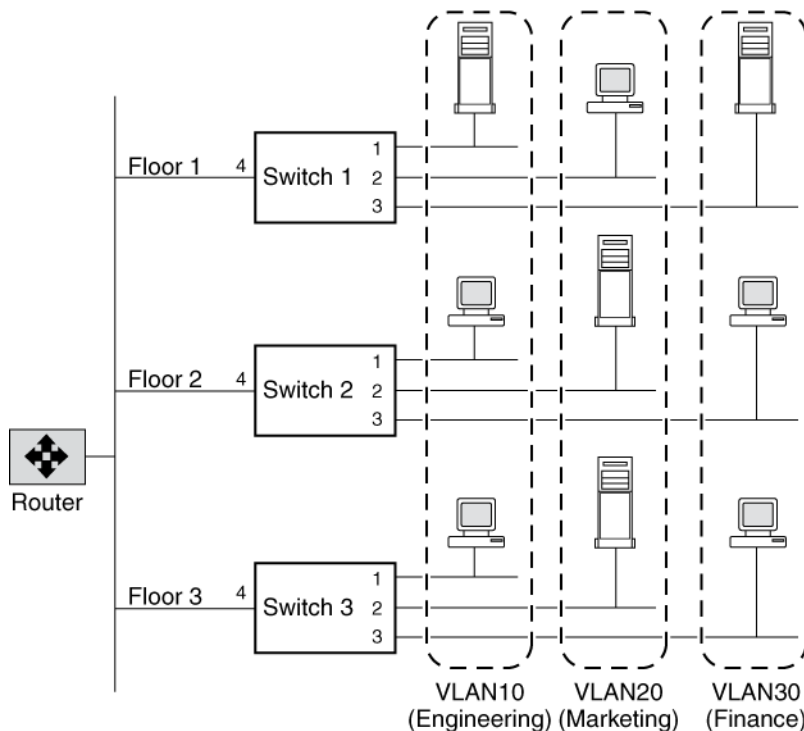 1
Floor 1 4 Switch 1 2
3
1
Floor 2 4 Switch 2 2
3
Router
1
Floor 3 4 Switch 3 2
3
VLAN10 VLAN20 VLAN30
(Engineering) (Marketing) (Finance)